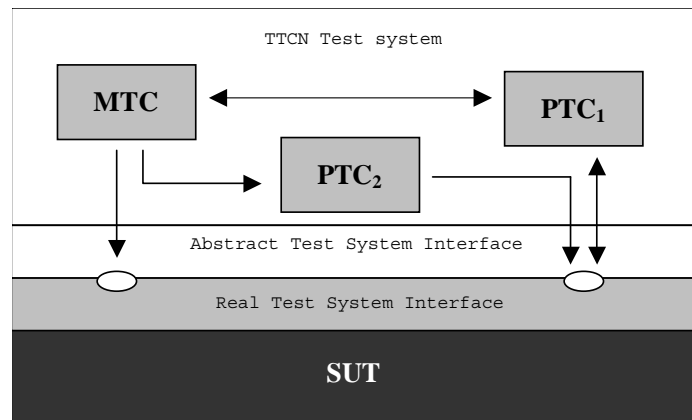 TTCN Test system
MTC
PTC1
PTC2
Abstract Test System Interface
Real Test System Interface
SUT